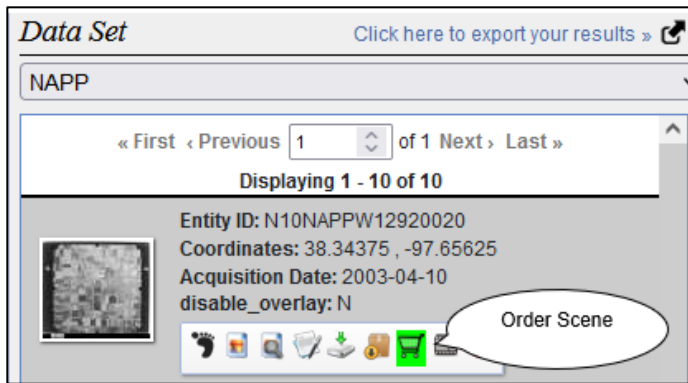 Data Set Click here to export your results »
NAPP
« First ‹ Previous 1 of 1 Next › Last »
Displaying 1 - 10 of 10
Entity ID: N10NAPPW12920020
Coordinates: 38.34375 , -97.65625
Acquisition Date: 2003-04-10
disable_overlay: N
Order Scene